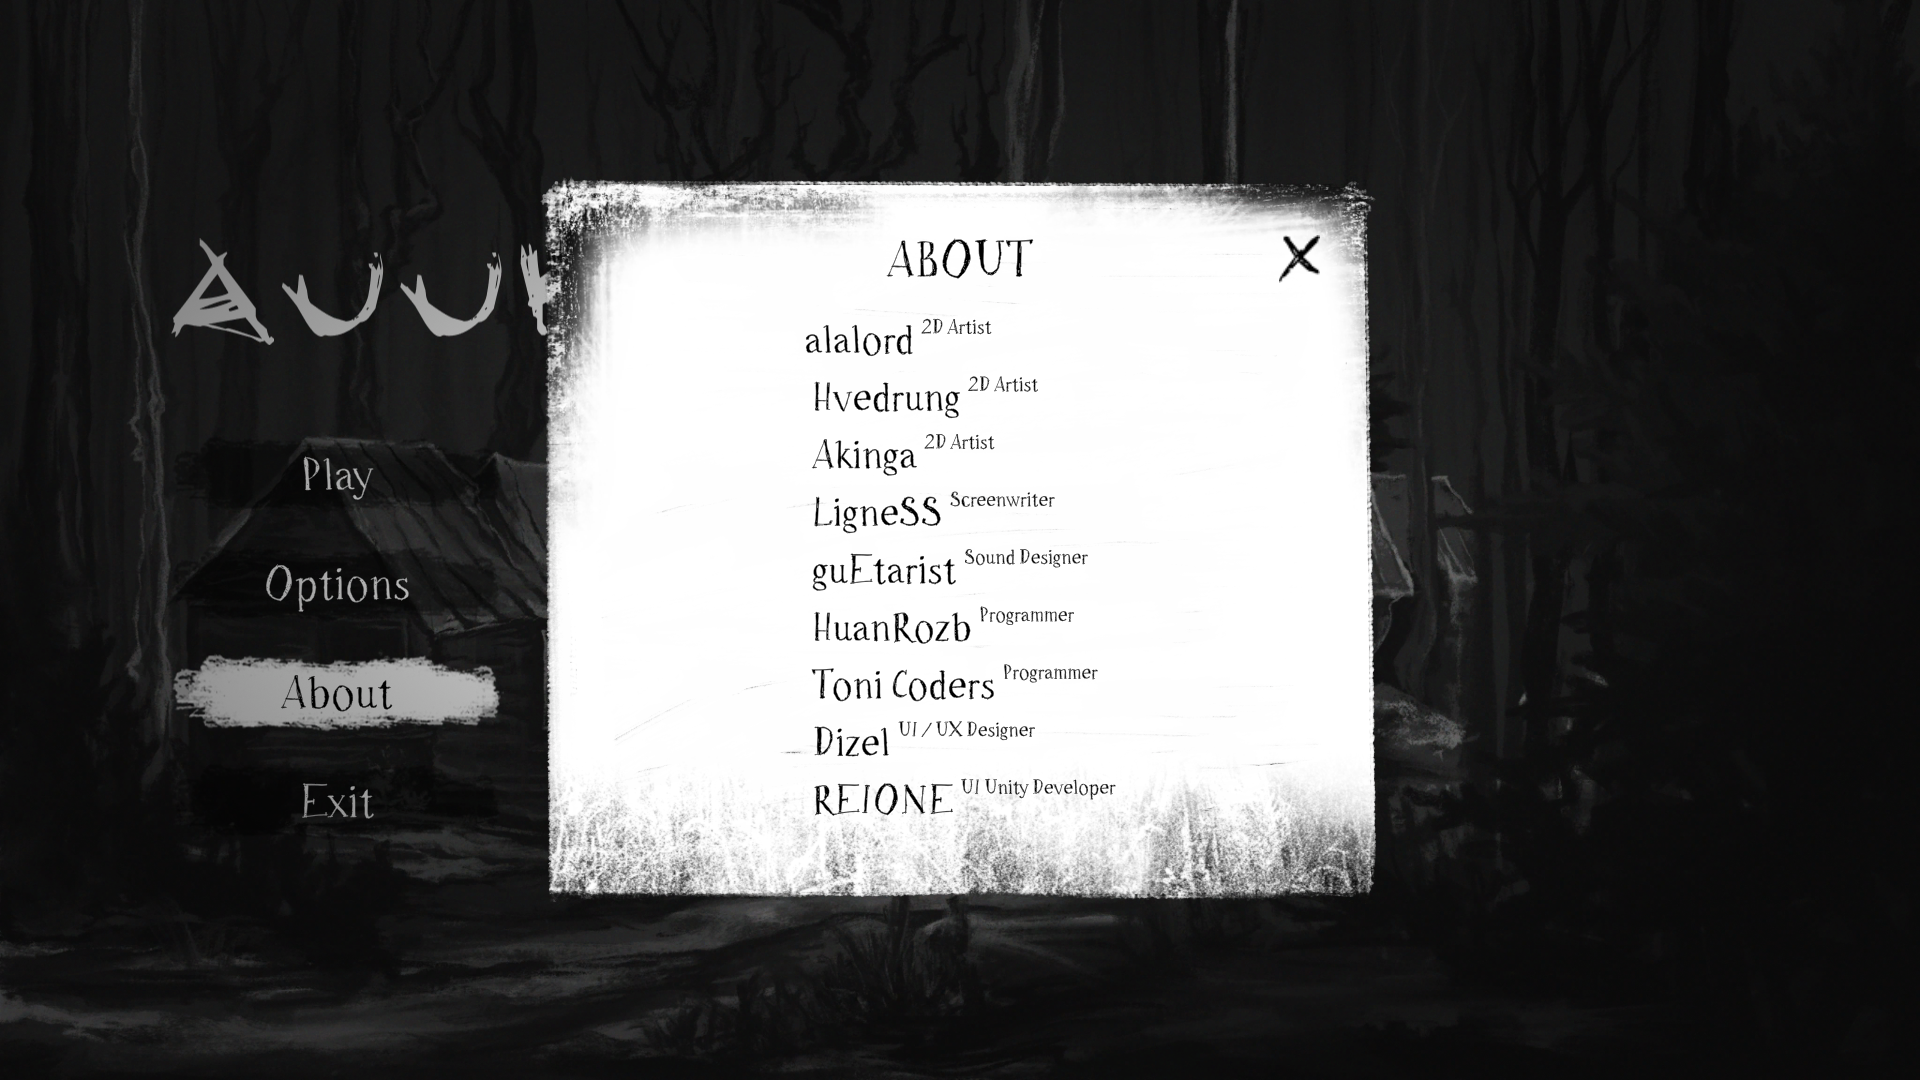 ABOUT X
alalord 2D Artist
Hvedrung 2D Artist
Akinga 2D Artist
LigneSS Screenwriter
guEtarist Sound Designer
HuanRozb Programmer
Toni Coders Programmer
Dizel UI / UX Designer
REIONE UI Unity Developer
Play
Options
About
Exit